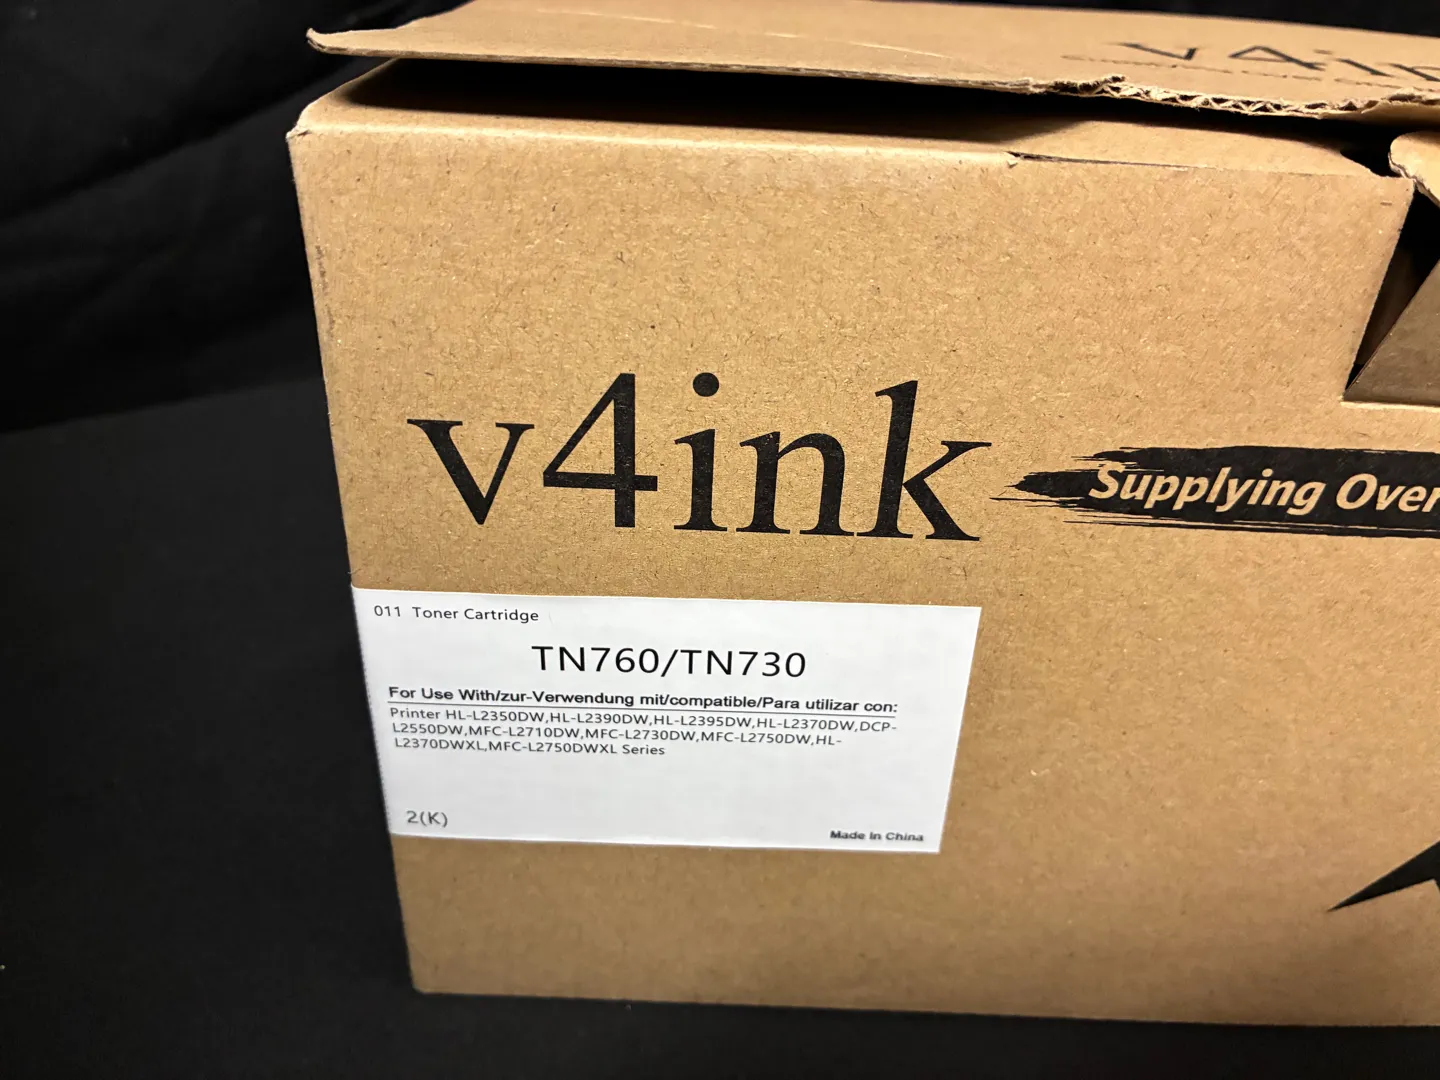 v4in
v4ink
Supplying Over
011 Toner Cartridge
TN760/TN730
For Use With/zur-Verwendung mit/compatible/Para utilizar con:
Printer HL-L2350DW,HL-L2390DW,HL-L2395DW,HL-L2370DW,DCP-
L2550DW,MFC-L2710DW,MFC-L2730DW,MFC-L2750DW,HL-
L2370DWXL,MFC-L2750DWXL Series
2(K)
Made In China